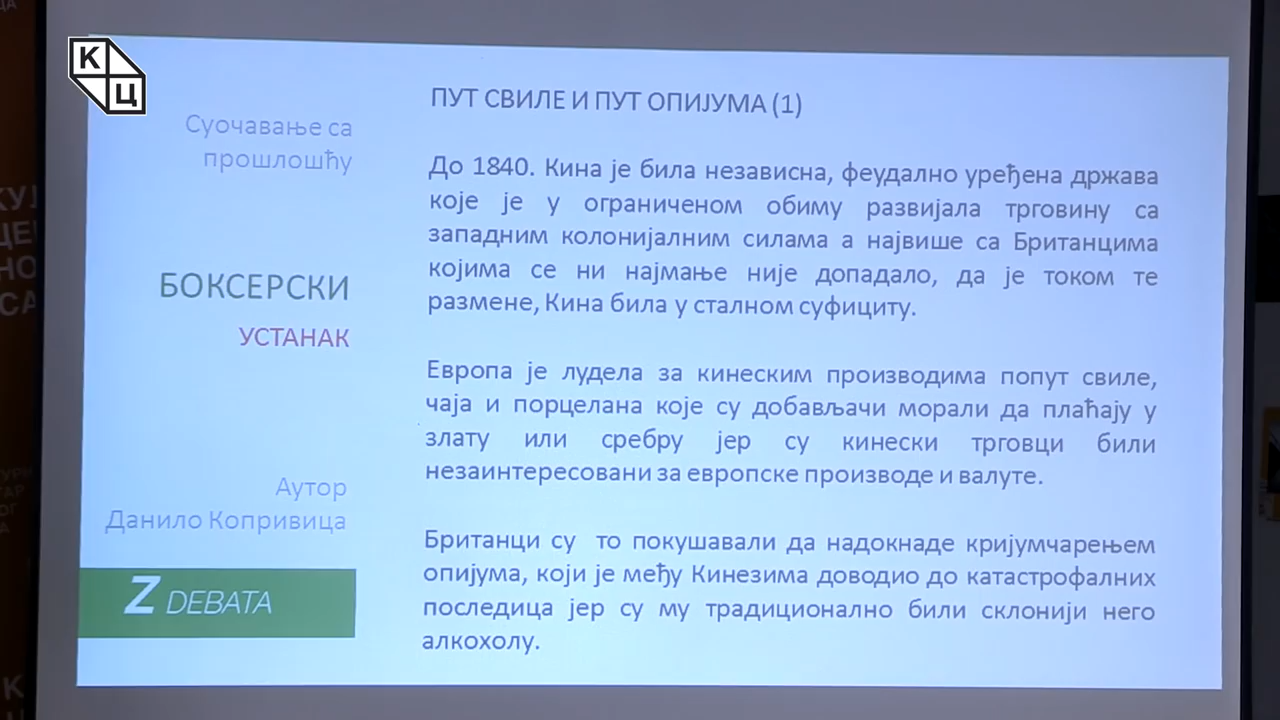 К
Ц
Суочавање са
прошлошћу
БОКСЕРСКИ
УСТАНАК
Аутор
Данило Копривица
Z DEBATA
ПУТ СВИЛЕ И ПУТ ОПИЈУМА (1)
До 1840. Кина је била независна, феудално уређена држава
које је у ограниченом обиму развијала трговину са
западним колонијалним силама а највише са Британцима
којима се ни најмање није допадало, да је током те
размене, Кина била у сталном суфициту.
Европа је лудела за кинеским производима попут свиле,
чаја и порцелана које су добављачи морали да плаћају у
злату или сребру јер су кинески трговци били
незаинтересовани за европске производе и валуте.
Британци су то покушавали да надокнаде кријумчарењем
опијума, који је међу Кинезима доводио до катастрофалних
последица јер су му традиционално били склонији него
алкохолу.